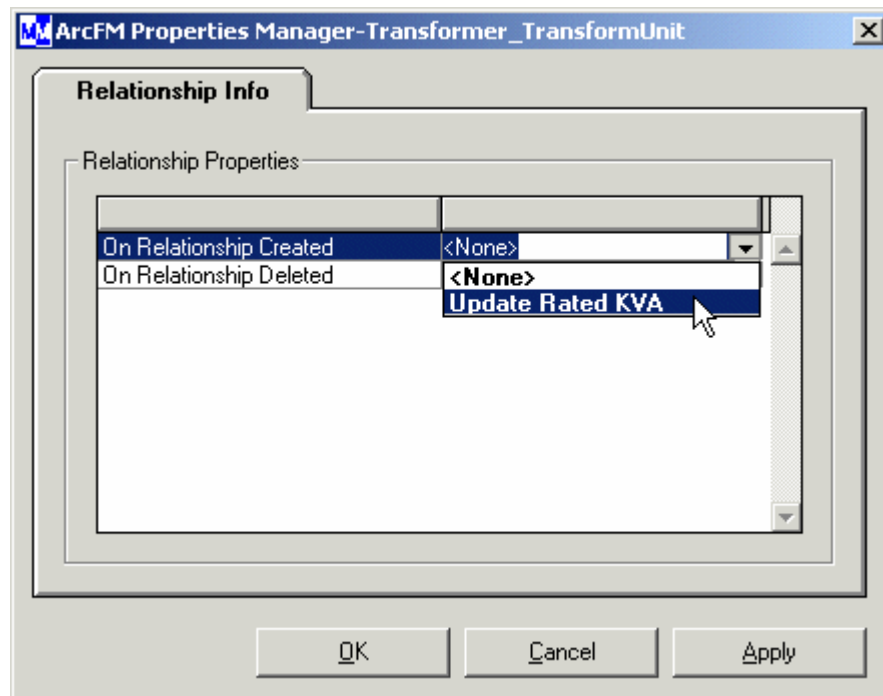 ArcFM Properties Manager-Transformer_TransformUnit
Relationship Info
Relationship Properties
On Relationship Created <None>
On Relationship Deleted
<None>
Update Rated KVA
OK Cancel Apply